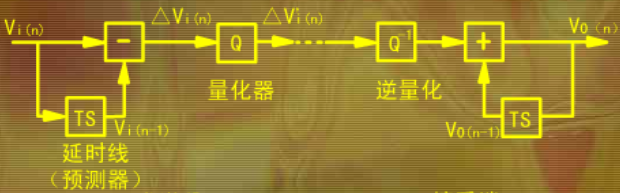 Vi(n)
−
△Vi(n)
Q
△Vi(n)
Q-1
+
Vo(n)
量化器
逆量化
TS
Vi(n-1)
Vo(n-1)
TS
延时线
（预测器）